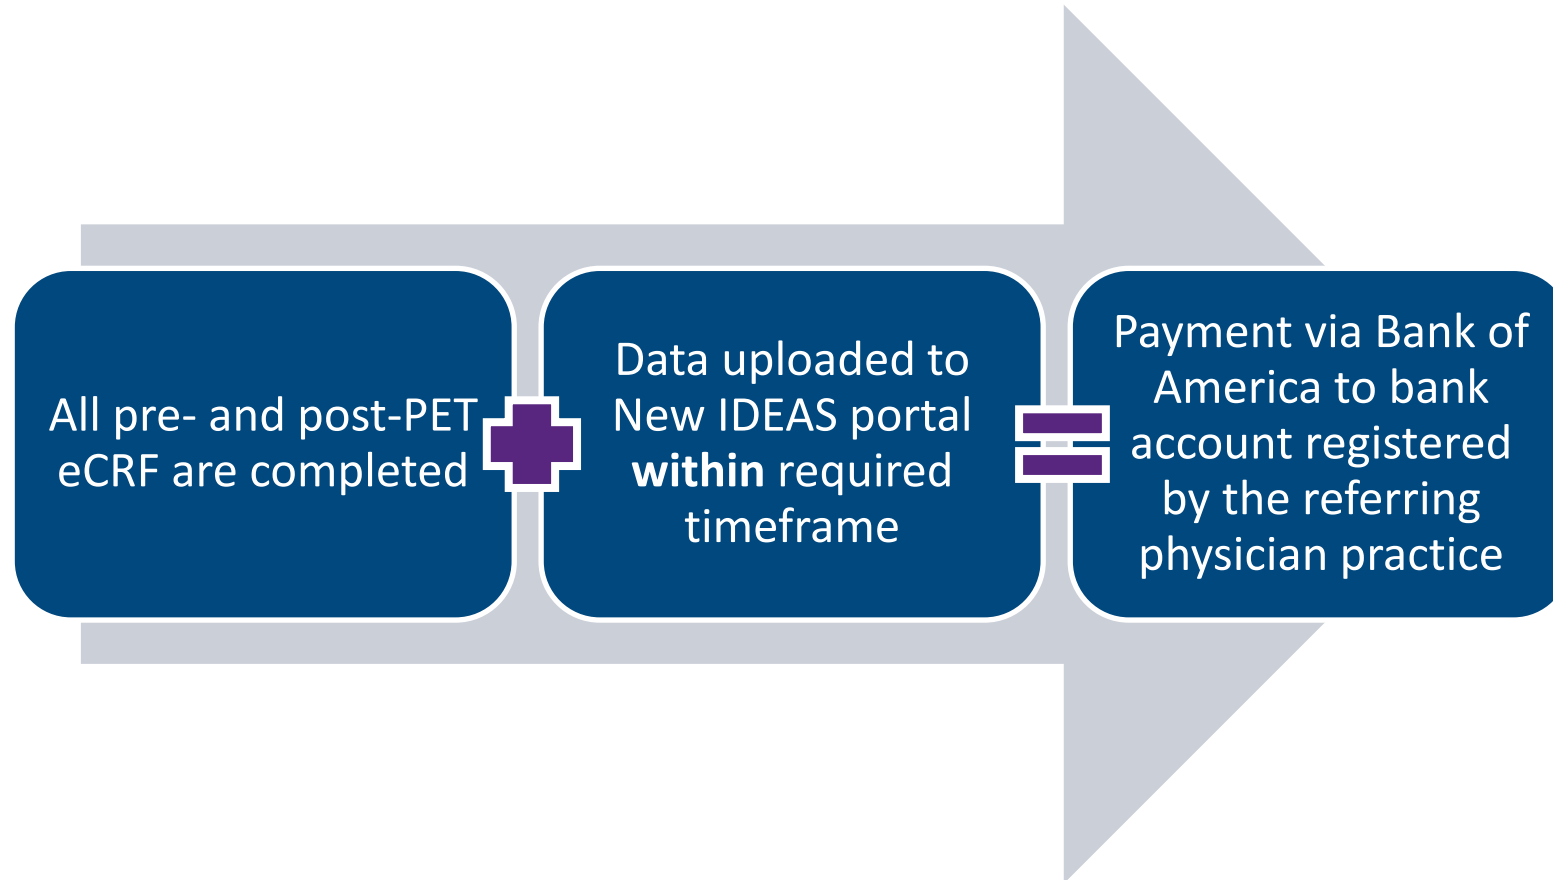 All pre- and post-PET
eCRF are completed
Data uploaded to
New IDEAS portal
within required
timeframe
Payment via Bank of
America to bank
account registered
by the referring
physician practice